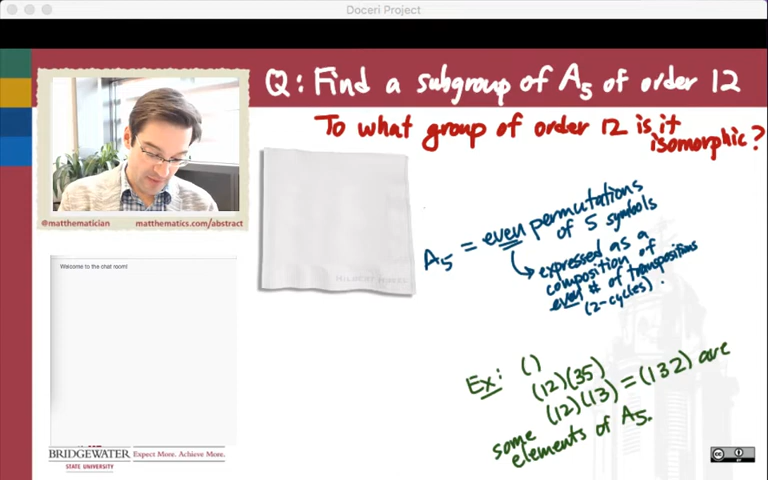 Doceri Project
Q: Find a subgroup of A5 of order 12
To what group of order 12 is it
isomorphic?
@matthematician matthematics.com/abstract
Welcome to the chat room!
A5 = even permutations
of 5 symbols
expressed as a
composition of
even # of transpositions
(2-cycles).
Ex: ()
(12)(35)
(12)(13) = (132) are
some
elements of A5.
BRIDGEWATER
STATE UNIVERSITY
Expect More. Achieve More.
cc